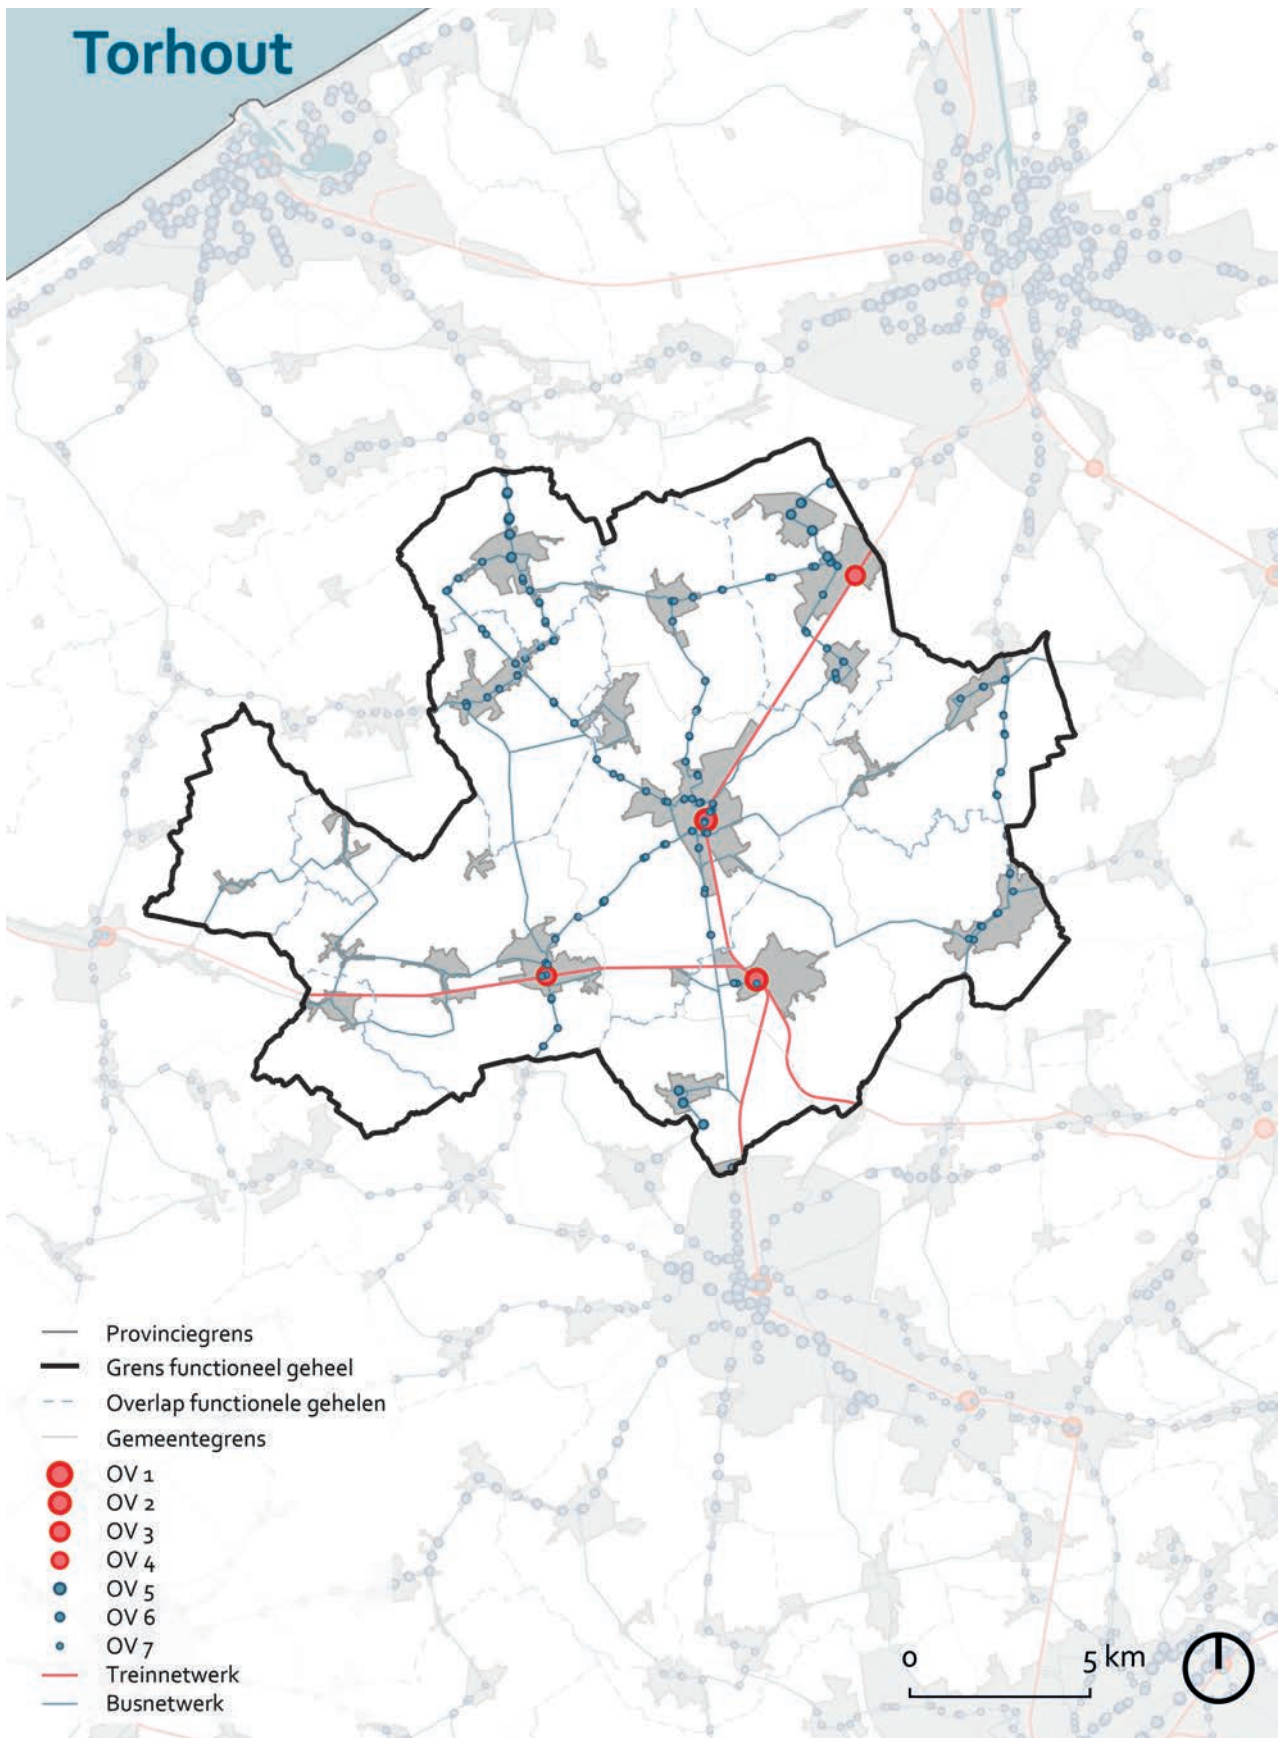 Torhout
Provinciegrens
Grens functioneel geheel
Overlap functionele gehelen
Gemeentegrens
OV 1
OV 2
OV 3
OV 4
OV 5
OV 6
OV 7
Treinnetwerk
Busnetwerk
0 5 km